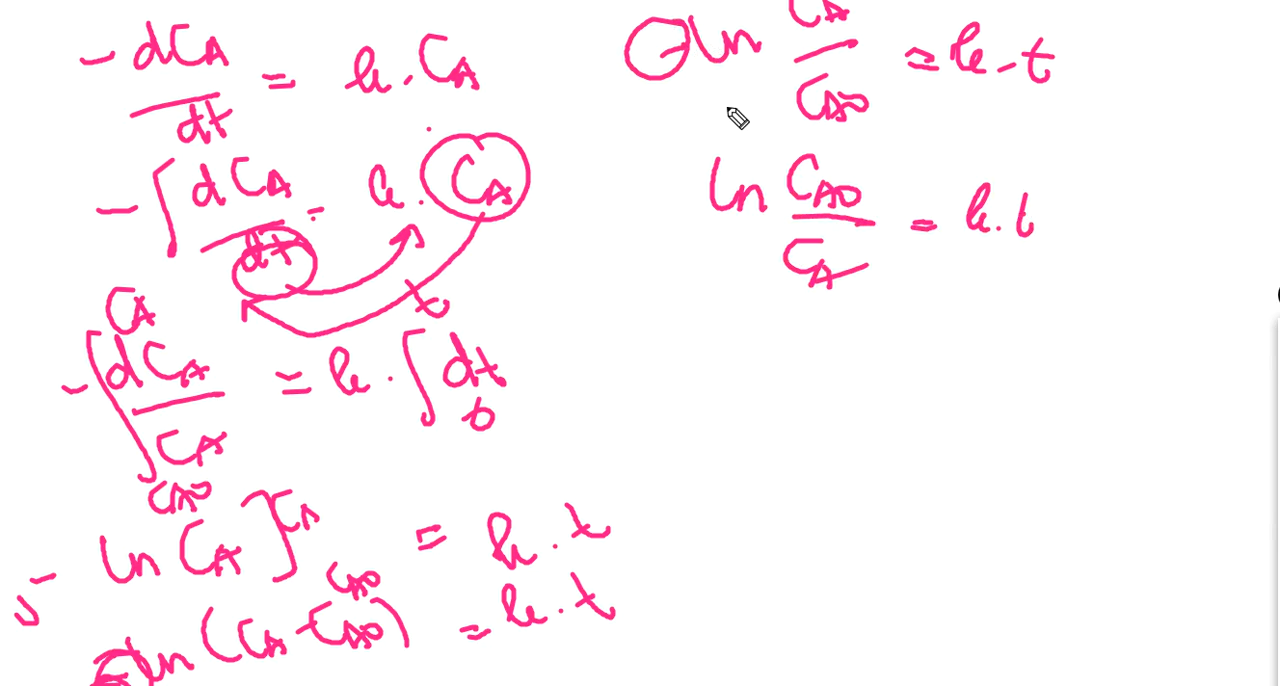 - dCA/dt = k. CA
- ∫ dCA/dt = k. CA
- ∫ CA CA0 dCA/CA = k. ∫ t 0 dt
- ln CA ] CA CA0 = k.t
- ln (CA - CA0) = k.t
- ln CA/CA0 = k.t
ln CA0/CA = k.t